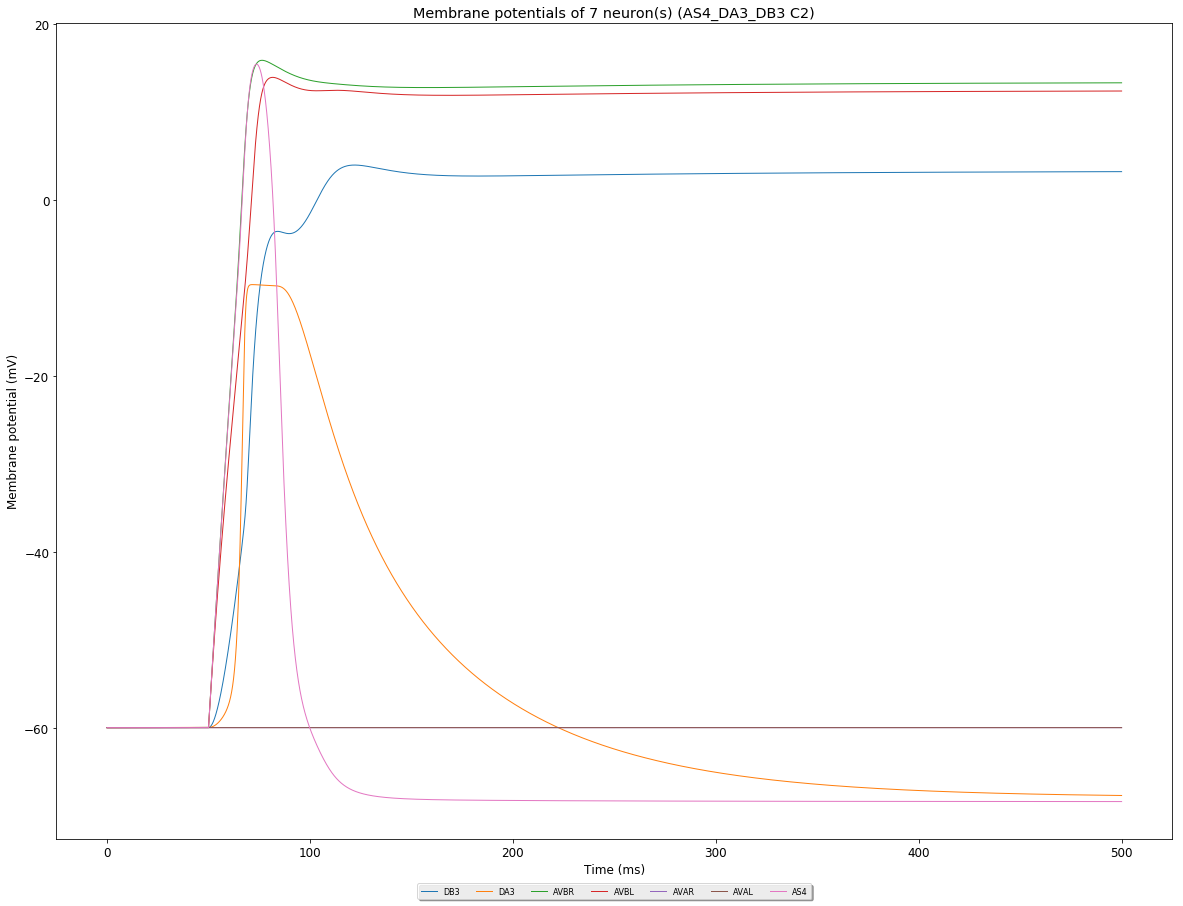 Membrane potentials of 7 neuron(s) (AS4_DA3_DB3 C2)
20
0
−20
−40
−60
Membrane potential (mV)
0 100 200 300 400 500
Time (ms)
DB3 DA3 AVBR AVBL AVAR AVAL AS4